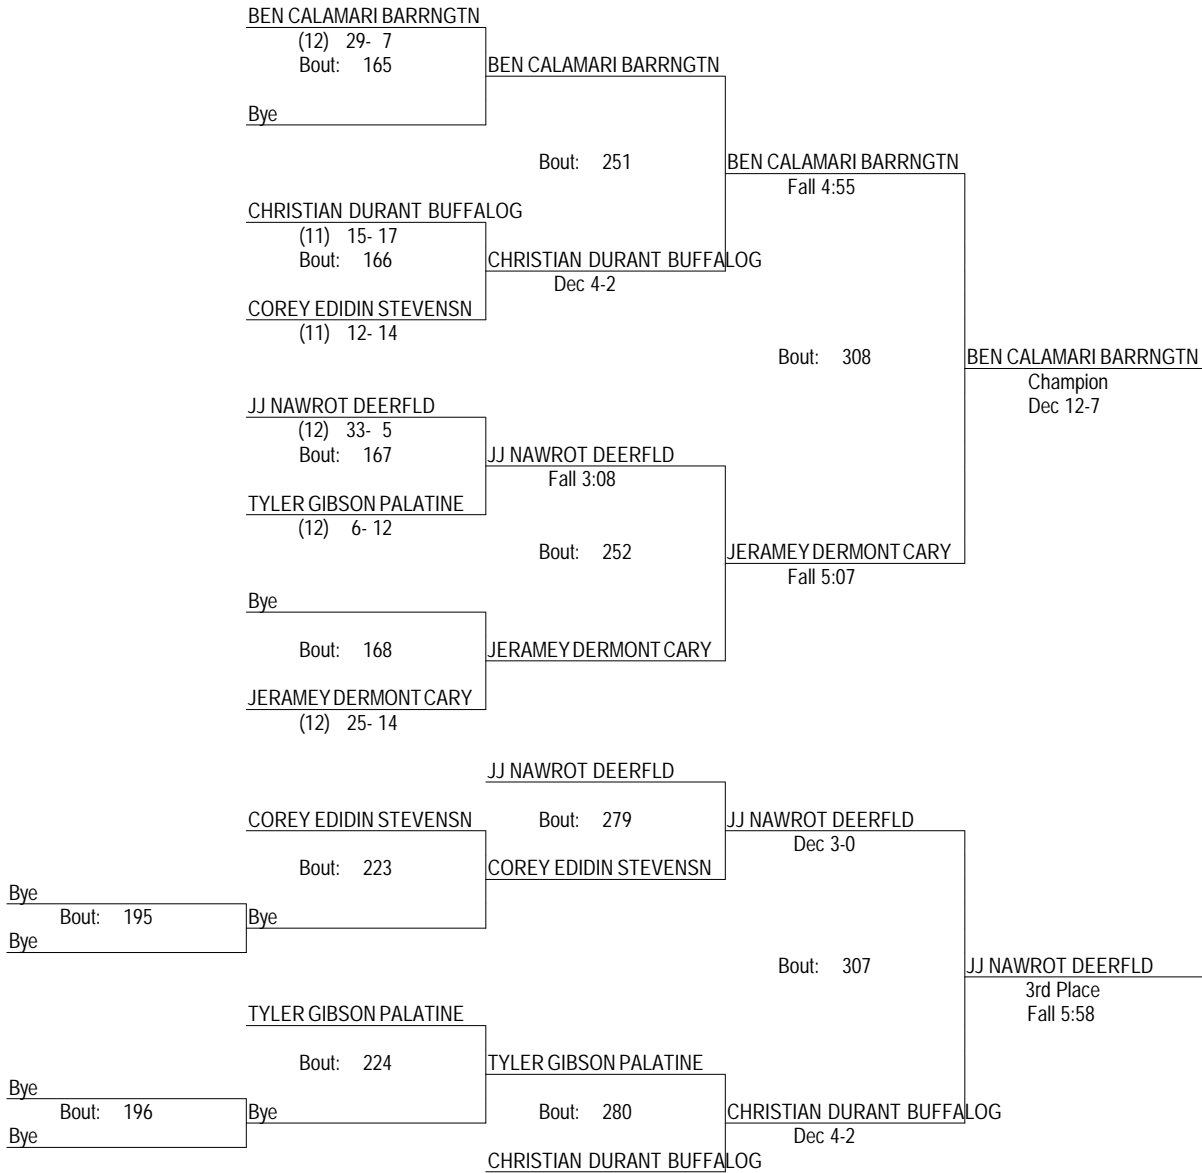 BEN CALAMARI BARRNGTN
(12) 29- 7
Bout: 165
BEN CALAMARI BARRNGTN
Bye
Bout: 251
BEN CALAMARI BARRNGTN
Fall 4:55
CHRISTIAN DURANT BUFFALOG
(11) 15- 17
Bout: 166
CHRISTIAN DURANT BUFFALOG
Dec 4-2
COREY EDIDIN STEVENSN
(11) 12- 14
Bout: 308
BEN CALAMARI BARRNGTN
Champion
Dec 12-7
JJ NAWROT DEERFLD
(12) 33- 5
Bout: 167
JJ NAWROT DEERFLD
Fall 3:08
TYLER GIBSON PALATINE
(12) 6- 12
Bout: 252
JERAMEY DERMONT CARY
Fall 5:07
Bye
Bout: 168
JERAMEY DERMONT CARY
JERAMEY DERMONT CARY
(12) 25- 14
JJ NAWROT DEERFLD
COREY EDIDIN STEVENSN
Bout: 279
JJ NAWROT DEERFLD
Dec 3-0
Bout: 223
COREY EDIDIN STEVENSN
Bye
Bout: 195
Bye
Bye
Bout: 307
JJ NAWROT DEERFLD
3rd Place
Fall 5:58
TYLER GIBSON PALATINE
Bout: 224
TYLER GIBSON PALATINE
Bye
Bout: 196
Bye
Bye
Bout: 280
CHRISTIAN DURANT BUFFALOG
Dec 4-2
CHRISTIAN DURANT BUFFALOG